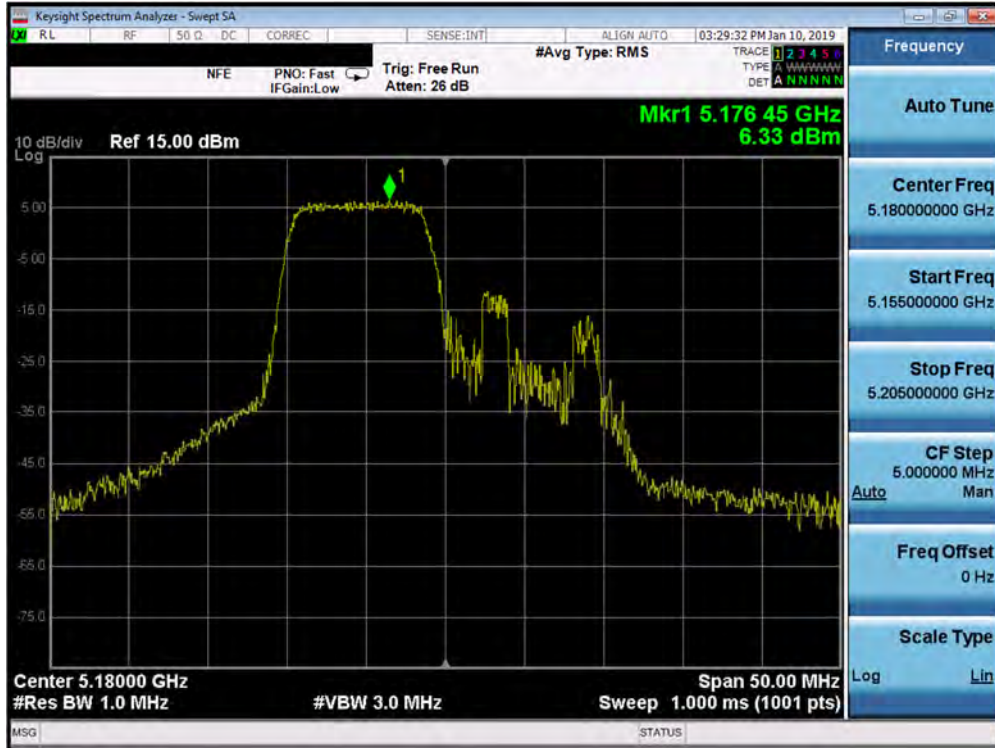 Keysight Spectrum Analyzer - Swept SA
LXI RL RF 50 Ω DC CORREC SENSE:INT ALIGN AUTO 03:29:32 PM Jan 10, 2019
#Avg Type: RMS TRACE 1 2 3 4 5 6
NFE PNO: Fast Trig: Free Run TYPE A WWWWW
IFGain:Low Atten: 26 dB DET A N N N N N
Mkr1 5.176 45 GHz
6.33 dBm
10 dB/div Ref 15.00 dBm
Log
1
5.00
-5.00
-15.0
-25.0
-35.0
-45.0
-55.0
-65.0
-75.0
Center 5.18000 GHz Span 50.00 MHz
#Res BW 1.0 MHz #VBW 3.0 MHz Sweep 1.000 ms (1001 pts)
MSG STATUS
Frequency
Auto Tune
Center Freq
5.180000000 GHz
Start Freq
5.155000000 GHz
Stop Freq
5.205000000 GHz
CF Step
5.000000 MHz
Auto Man
Freq Offset
0 Hz
Scale Type
Log Lin